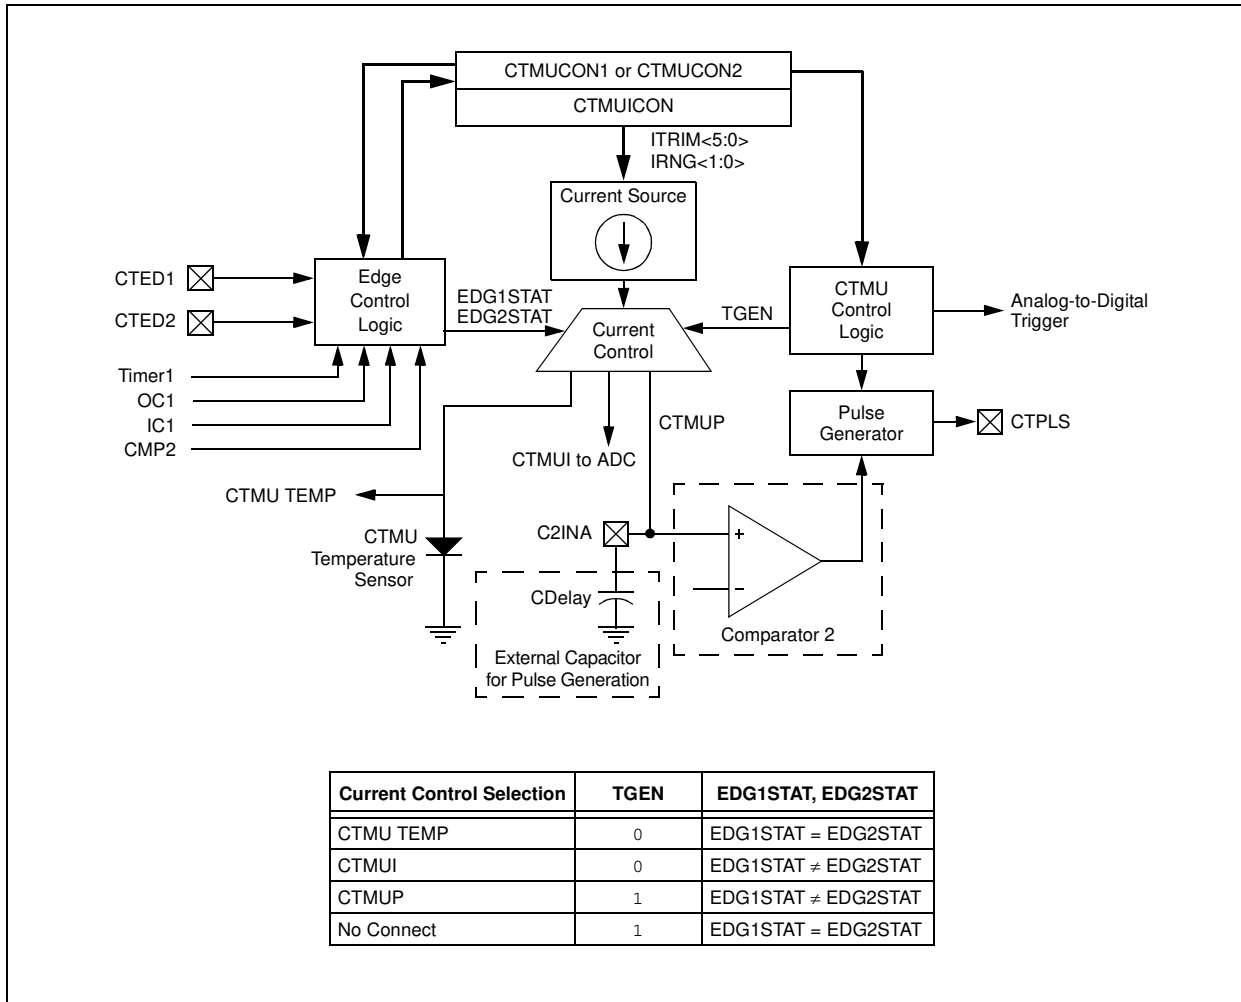 CTMUCON1 or CTMUCON2
CTMUICON
ITRIM<5:0>
IRNG<1:0>
Current Source
CTED1
CTED2
Edge
Control
Logic
EDG1STAT
EDG2STAT
Current
Control
TGEN
CTMU
Control
Logic
Analog-to-Digital
Trigger
Timer1
OC1
IC1
CMP2
CTMUP
Pulse
Generator
CTPLS
CTMUI to ADC
CTMU TEMP
C2INA
CTMU
Temperature
Sensor
+
–
CDelay
Comparator 2
External Capacitor
for Pulse Generation
Current Control Selection TGEN EDG1STAT, EDG2STAT
CTMU TEMP 0 EDG1STAT = EDG2STAT
CTMUI 0 EDG1STAT ≠ EDG2STAT
CTMUP 1 EDG1STAT ≠ EDG2STAT
No Connect 1 EDG1STAT = EDG2STAT